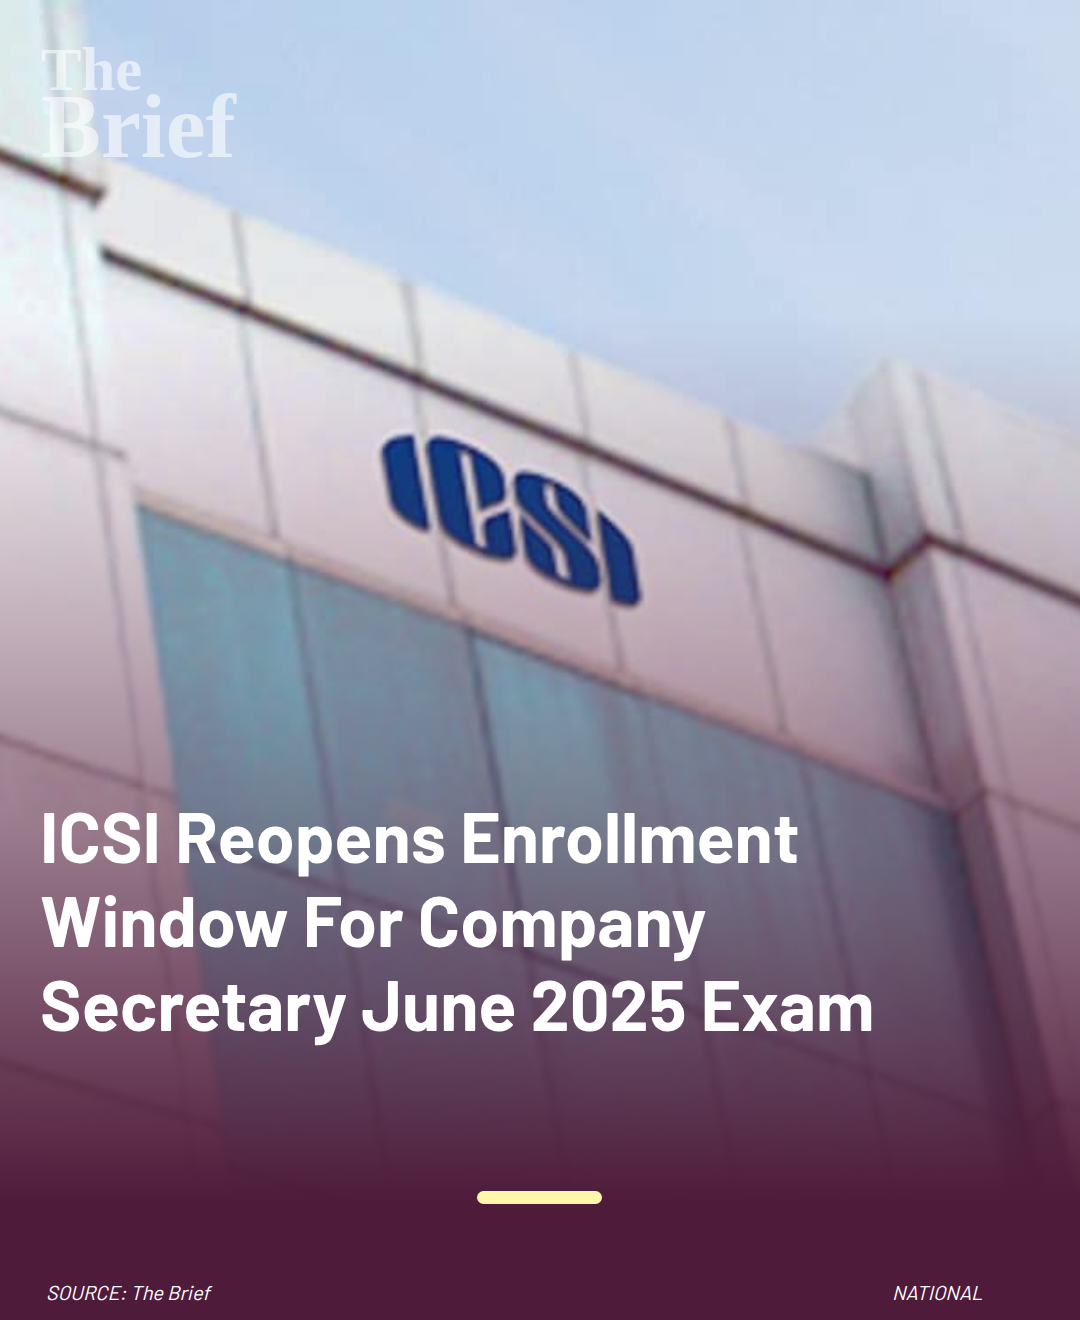 The
Brief
ICSI
ICSI Reopens Enrollment
Window For Company
Secretary June 2025 Exam
SOURCE: The Brief
NATIONAL